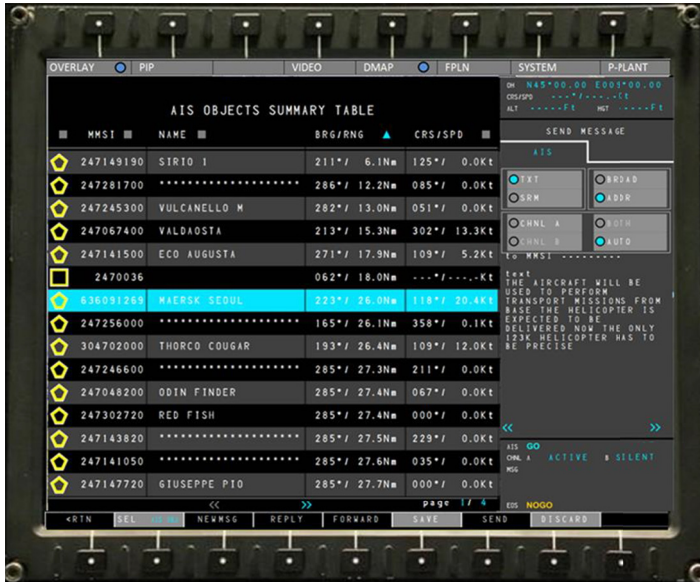 OVERLAY PIP VIDEO DMAP FPLN SYSTEM P-PLANT
OH N45°00.00 E009°00.00
CRS/SPD ---°/---.-Kt
ALT -----Ft HGT -----Ft
AIS OBJECTS SUMMARY TABLE
MMSI NAME BRG/RNG CRS/SPD
247149190 SIRIO 1 211°/ 6.1Nm 125°/ 0.0Kt
247281700 ******************** 286°/ 12.2Nm 085°/ 0.0Kt
247245300 VULCANELLO M 282°/ 13.0Nm 051°/ 0.0Kt
247067400 VALDAOSTA 213°/ 15.3Nm 302°/ 13.3Kt
247141500 ECO AUGUSTA 271°/ 17.9Nm 109°/ 5.2Kt
2470036 062°/ 18.0Nm ---°/---.-Kt
636091269 MAERSK SEOUL 223°/ 26.0Nm 118°/ 20.4Kt
247256000 ******************** 165°/ 26.1Nm 358°/ 0.1Kt
304702000 THORCO COUGAR 193°/ 26.4Nm 109°/ 12.0Kt
247246600 ******************** 285°/ 27.3Nm 211°/ 0.0Kt
247048200 ODIN FINDER 285°/ 27.4Nm 067°/ 0.0Kt
247302720 RED FISH 285°/ 27.4Nm 000°/ 0.0Kt
247143820 ******************** 285°/ 27.5Nm 229°/ 0.0Kt
247141050 ******************** 285°/ 27.6Nm 035°/ 0.0Kt
247147720 GIUSEPPE PIO 285°/ 27.7Nm 000°/ 0.0Kt
<< >> page 1/ 4
SEND MESSAGE
AIS
TXT BRDAD
SRM ADDR
CHNL A BOTH
CHNL B AUTO
to MMSI ---------
text
THE AIRCRAFT WILL BE
USED TO PERFORM
TRANSPORT MISSIONS FROM
BASE THE HELICOPTER IS
EXPECTED TO BE
DELIVERED NOW THE ONLY
123K HELICOPTER HAS TO
BE PRECISE
<< >>
AIS GO
CHNL A ACTIVE B SILENT
MSG
EOS NOGO
<RTN SEL NEWMSG REPLY FORWARD SAVE SEND DISCARD